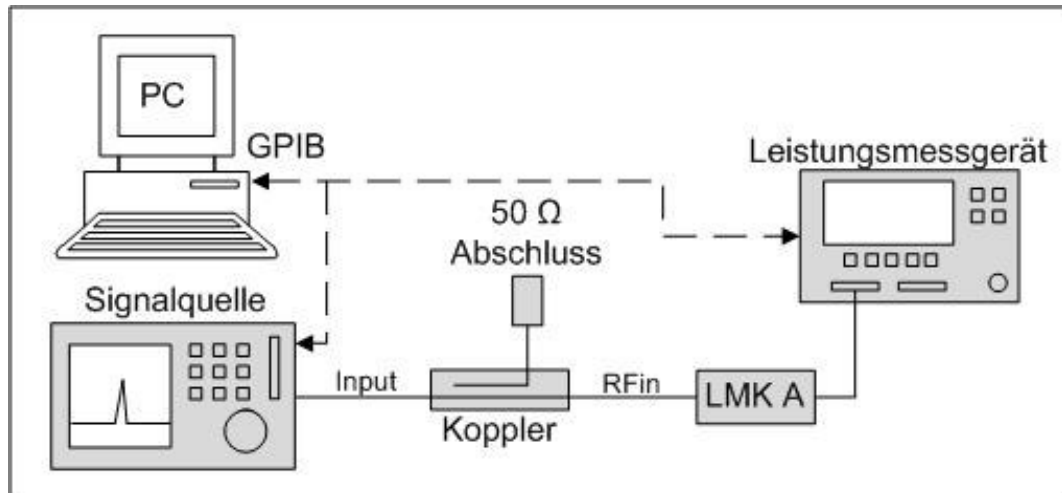 PC
GPIB
Leistungsmessgerät
50 Ω
Abschluss
Signalquelle
Input
RFin
LMK A
Koppler